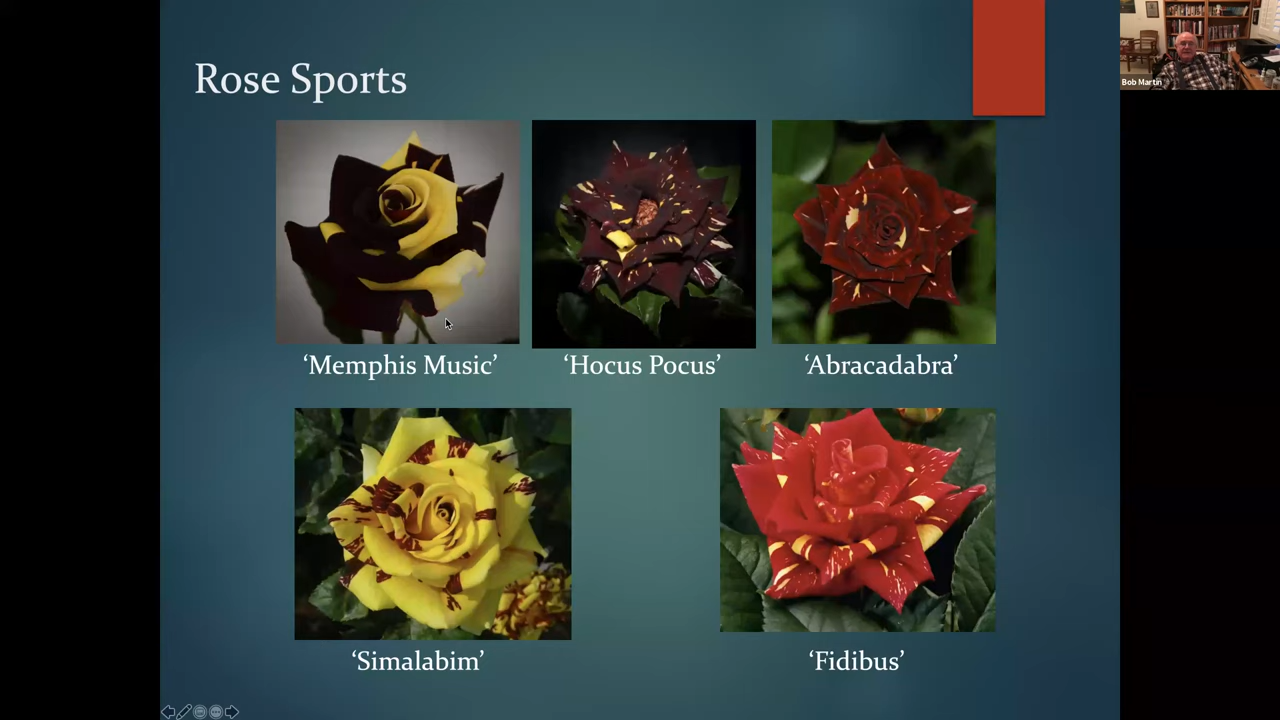 Rose Sports
Bob Martin
‘Memphis Music’
‘Hocus Pocus’
‘Abracadabra’
‘Simalabim’
‘Fidibus’